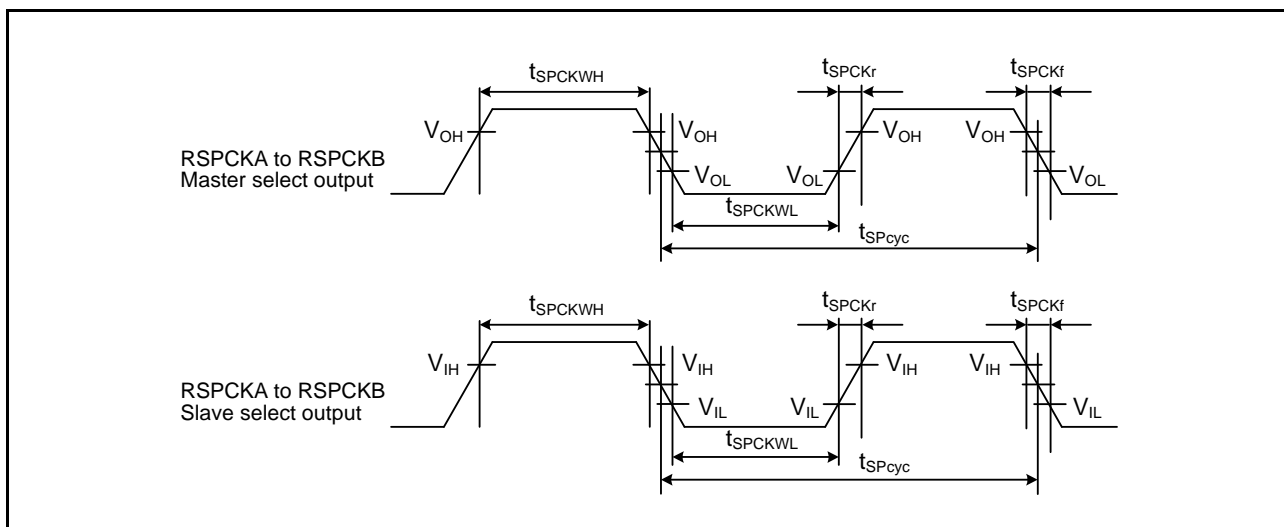 tSPCKWH
tSPCKr
tSPCKf
VOH
VOH
VOH
VOH
RSPCKA to RSPCKB
Master select output
VOL
VOL
VOL
tSPCKWL
tSPcyc
tSPCKWH
tSPCKr
tSPCKf
VIH
VIH
VIH
VIH
RSPCKA to RSPCKB
Slave select output
VIL
VIL
VIL
tSPCKWL
tSPcyc